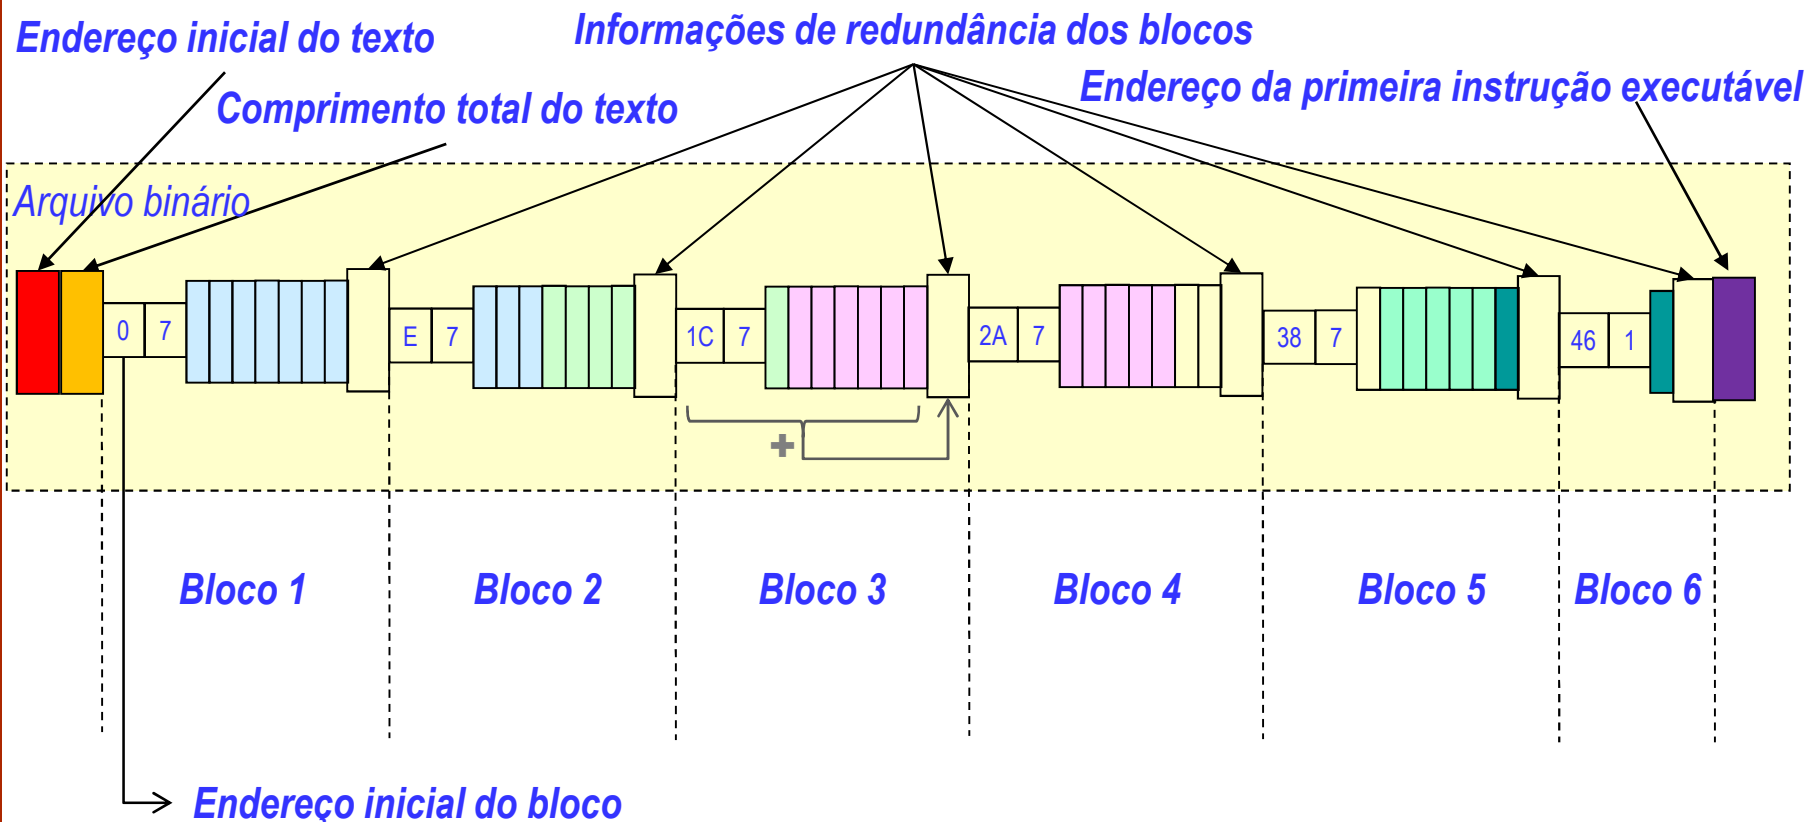 Endereço inicial do texto
Informações de redundância dos blocos
Comprimento total do texto
Endereço da primeira instrução executável
Arquivo binário
0 7 E 7 1C 7 2A 7 38 7 46 1
+
Bloco 1 Bloco 2 Bloco 3 Bloco 4 Bloco 5 Bloco 6
Endereço inicial do bloco